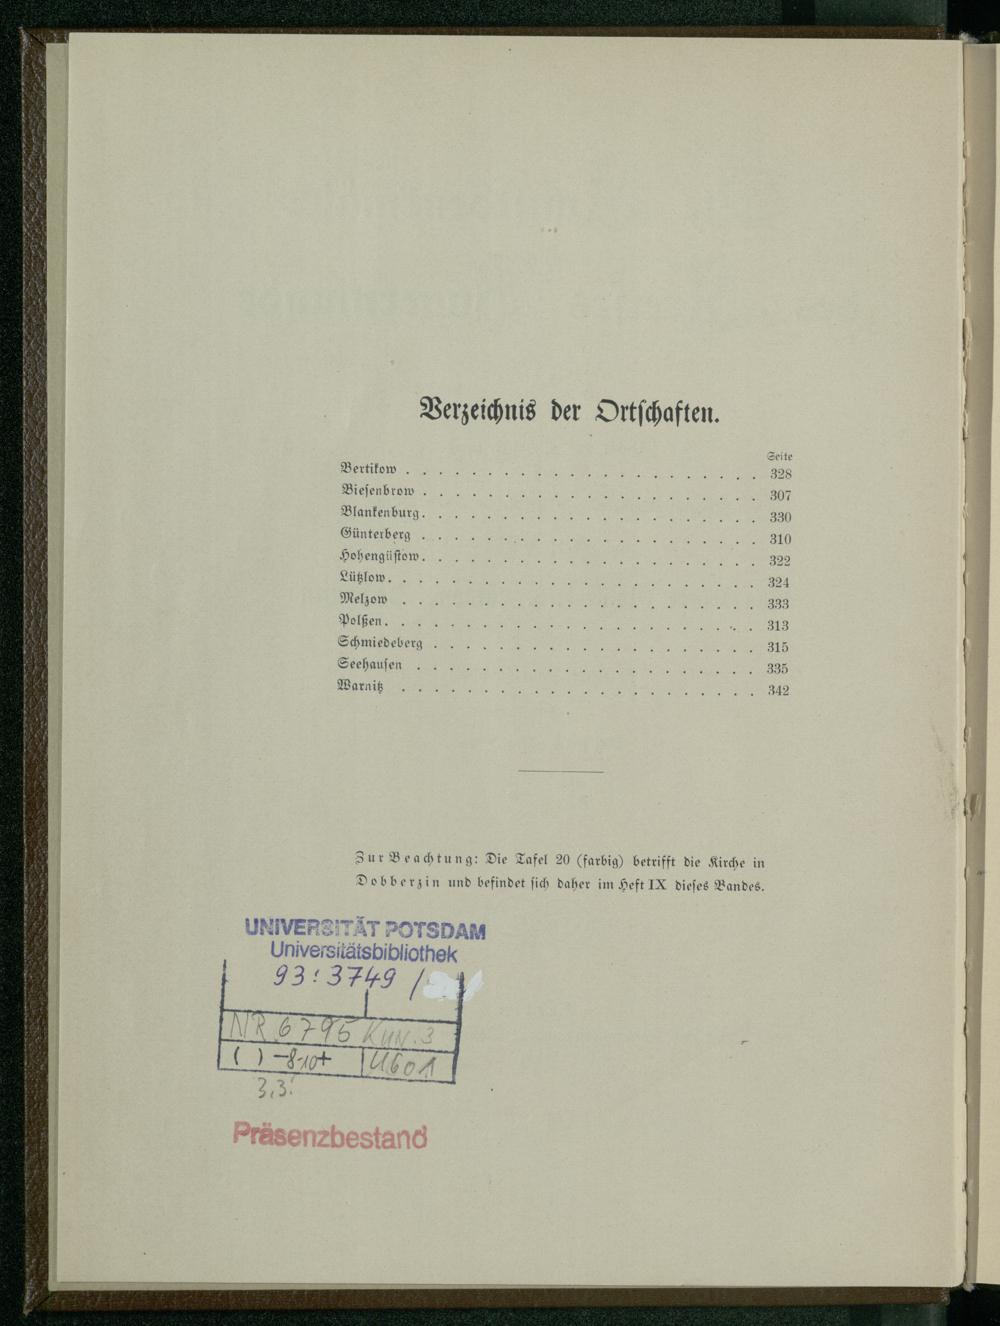 Verzeichnis der Ortschaften.
Seite
Bertikow . . . . . . . . . . . . . . . . . . . . . . 328
Biesenbrow . . . . . . . . . . . . . . . . . . . . . 307
Blankenburg. . . . . . . . . . . . . . . . . . . . . 330
Günterberg . . . . . . . . . . . . . . . . . . . . . 310
Hohengüstow. . . . . . . . . . . . . . . . . . . . . 322
Lützlow. . . . . . . . . . . . . . . . . . . . . . . 324
Melzow . . . . . . . . . . . . . . . . . . . . . . 333
Polßen. . . . . . . . . . . . . . . . . . . . . . . 313
Schmiedeberg . . . . . . . . . . . . . . . . . . . . 315
Seehausen . . . . . . . . . . . . . . . . . . . . . 335
Warnitz . . . . . . . . . . . . . . . . . . . . . . 342
Zur Beachtung: Die Tafel 20 (farbig) betrifft die Kirche in
Dobberzin und befindet sich daher im Heft IX dieses Bandes.
UNIVERSITÄT POTSDAM
Universitätsbibliothek
93:3749 /
NR 6795 Kun. 3
( ) -8-10+ U601
3,3.
Präsenzbestand